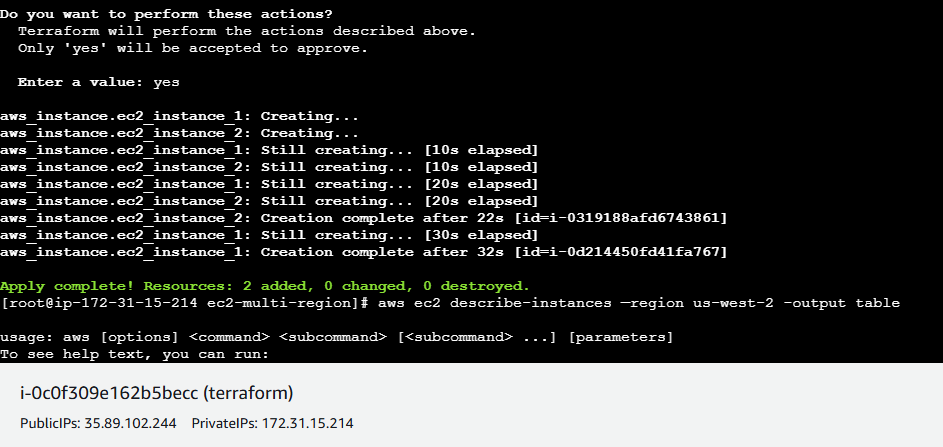 Do you want to perform these actions?
Terraform will perform the actions described above.
Only 'yes' will be accepted to approve.
Enter a value: yes
aws_instance.ec2_instance_1: Creating...
aws_instance.ec2_instance_2: Creating...
aws_instance.ec2_instance_1: Still creating... [10s elapsed]
aws_instance.ec2_instance_2: Still creating... [10s elapsed]
aws_instance.ec2_instance_1: Still creating... [20s elapsed]
aws_instance.ec2_instance_2: Still creating... [20s elapsed]
aws_instance.ec2_instance_2: Creation complete after 22s [id=i-0319188afd6743861]
aws_instance.ec2_instance_1: Still creating... [30s elapsed]
aws_instance.ec2_instance_1: Creation complete after 32s [id=i-0d214450fd41fa767]
Apply complete! Resources: 2 added, 0 changed, 0 destroyed.
[root@ip-172-31-15-214 ec2-multi-region]# aws ec2 describe-instances —region us-west-2 -output table
usage: aws [options] <command> <subcommand> [<subcommand> ...] [parameters]
To see help text, you can run:
i-0c0f309e162b5becc (terraform)
PublicIPs: 35.89.102.244 PrivateIPs: 172.31.15.214